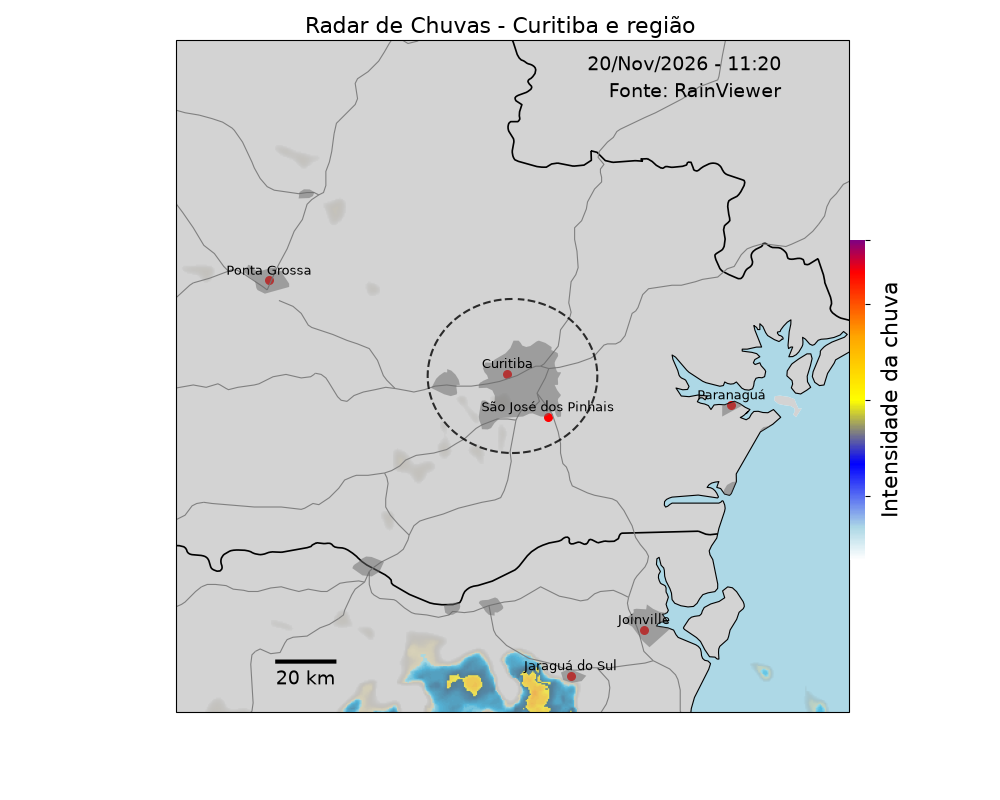 Radar de Chuvas - Curitiba e região
20/Nov/2026 - 11:20
Fonte: RainViewer
Ponta Grossa
Curitiba
Paranaguá
São José dos Pinhais
Intensidade da chuva
Joinville
Jaraguá do Sul
20 km